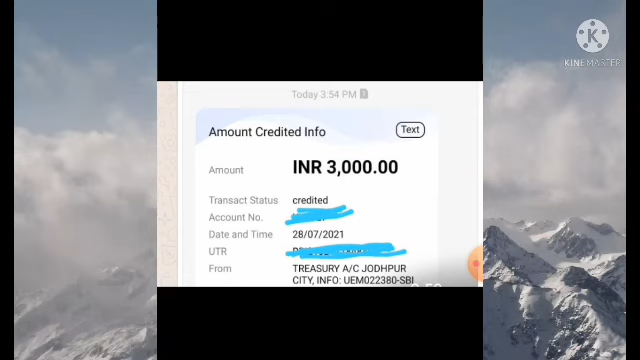 KINEMASTER
Today 3:54 PM
Amount Credited Info
Text
Amount
INR 3,000.00
Transact Status
credited
Account No.
Date and Time
28/07/2021
UTR
From
TREASURY A/C JODHPUR
CITY, INFO: UEM022380-SBI